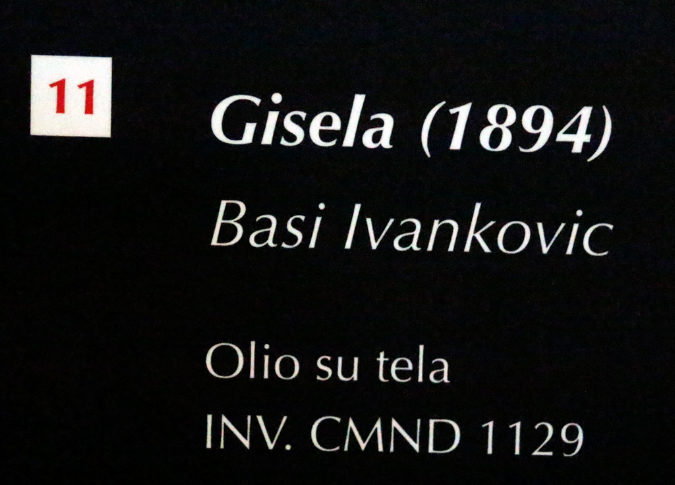 11
Gisela (1894)
Basi Ivankovic
Olio su tela
INV. CMND 1129